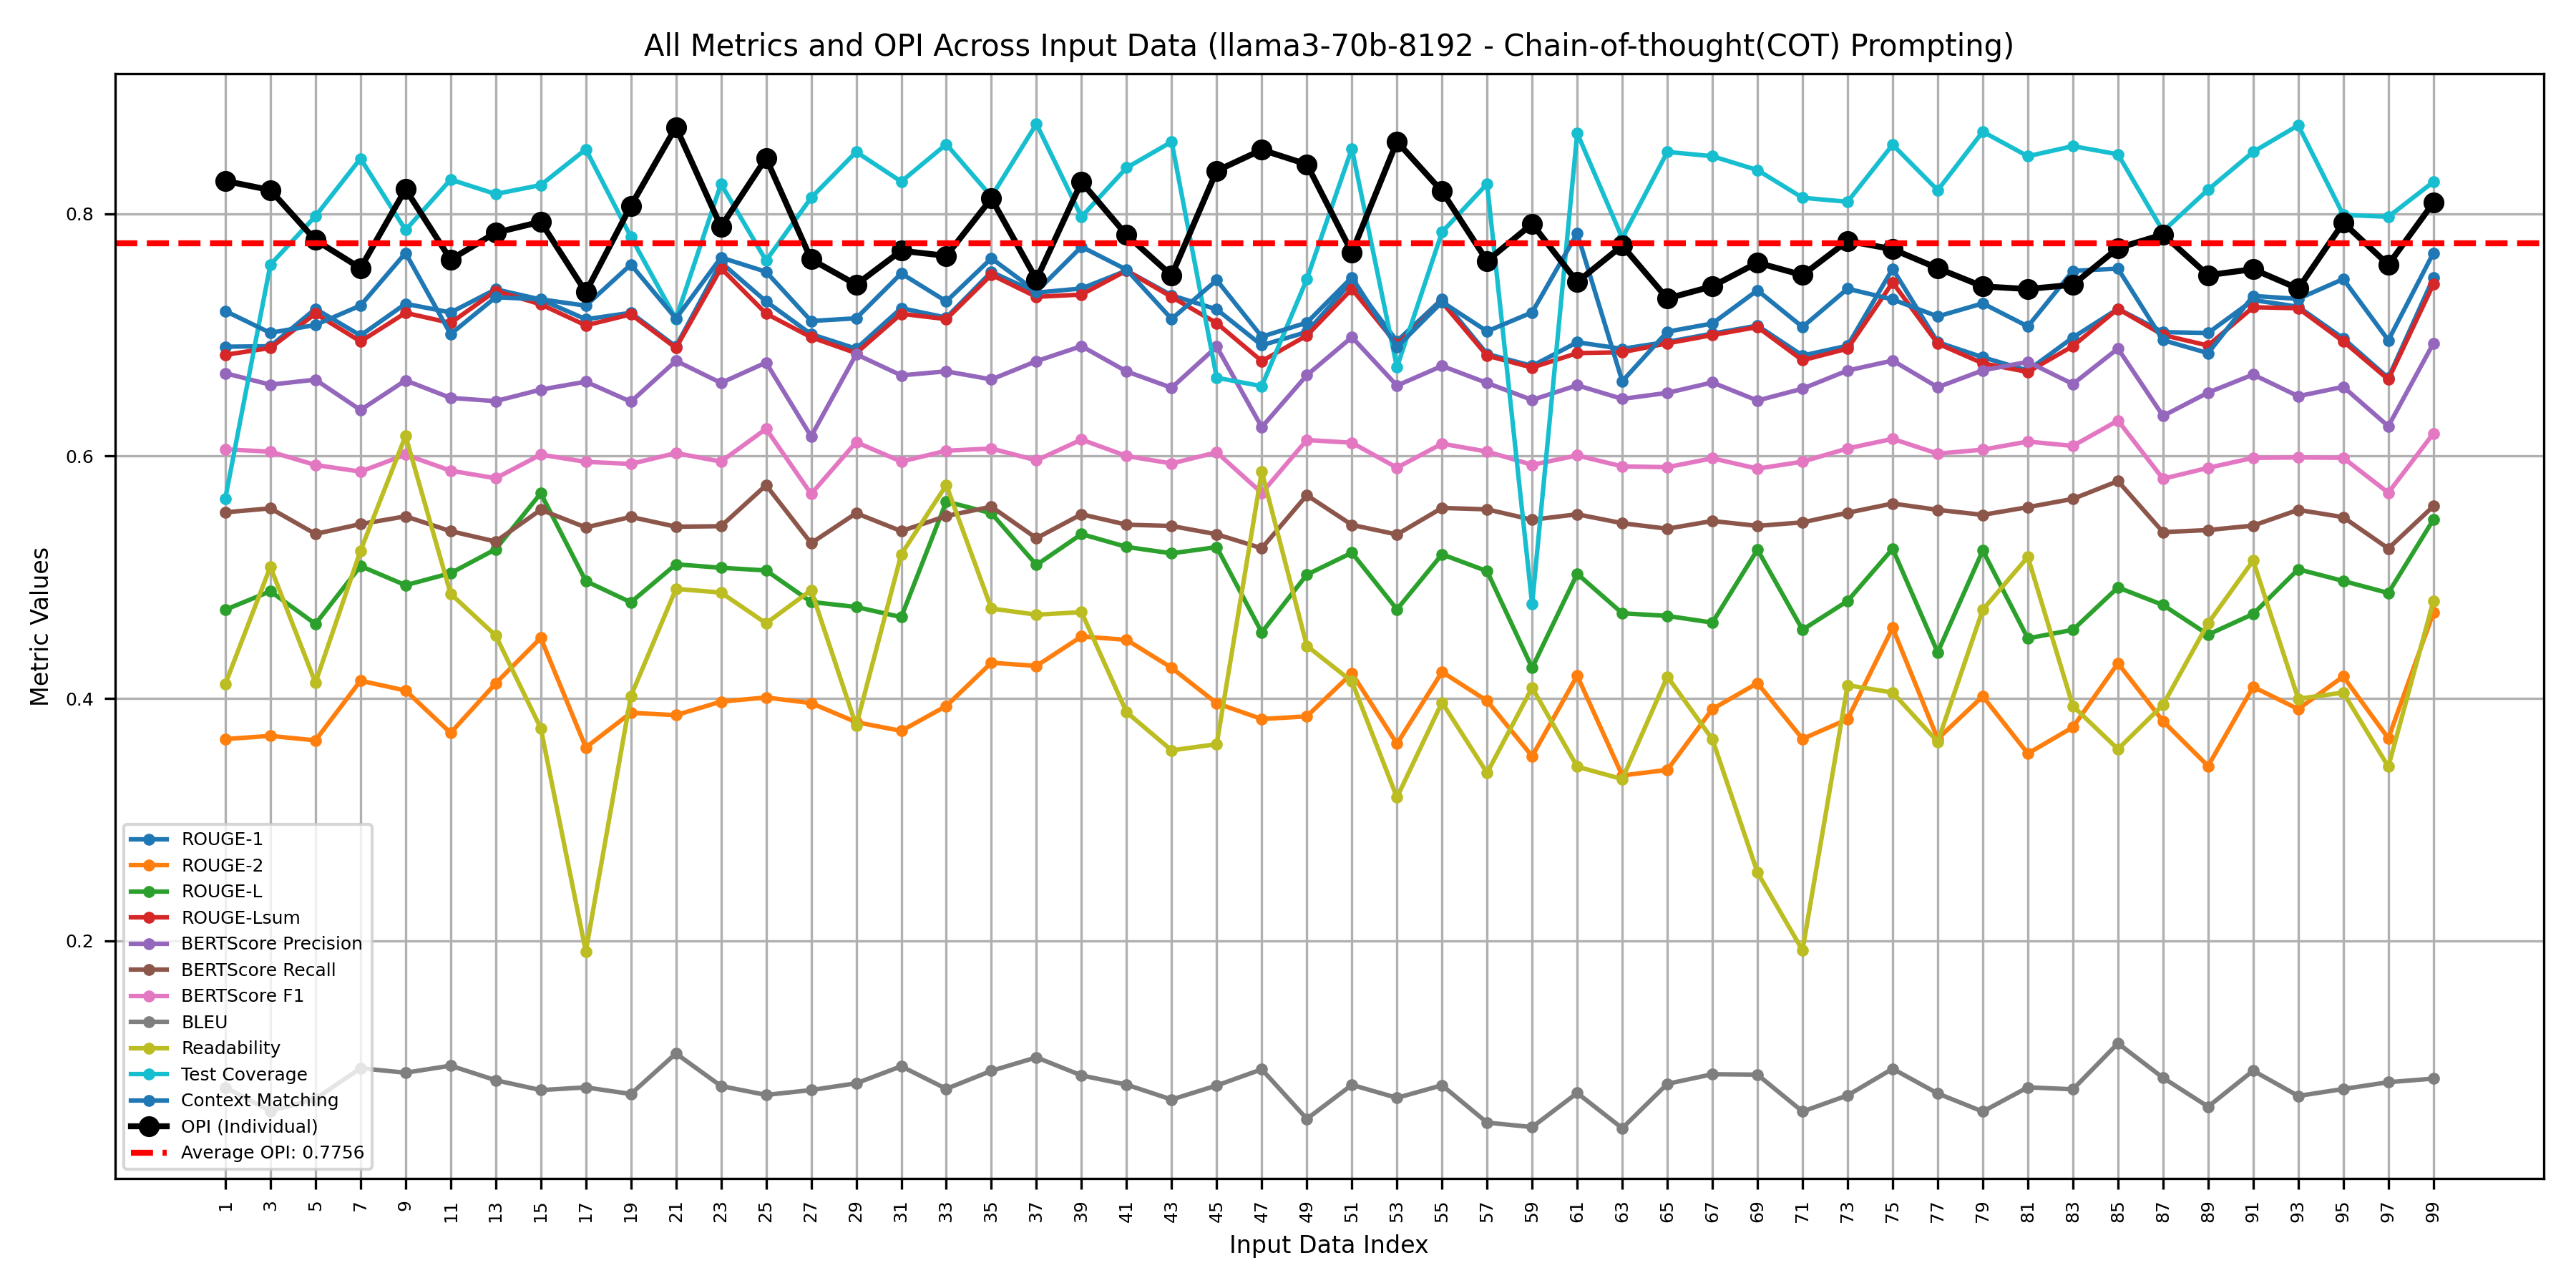 All Metrics and OPI Across Input Data (llama3-70b-8192 - Chain-of-thought(COT) Prompting)
Metric Values
0.8
0.6
0.4
0.2
ROUGE-1
ROUGE-2
ROUGE-L
ROUGE-Lsum
BERTScore Precision
BERTScore Recall
BERTScore F1
BLEU
Readability
Test Coverage
Context Matching
OPI (Individual)
Average OPI: 0.7756
1 3 5 7 9 11 13 15 17 19 21 23 25 27 29 31 33 35 37 39 41 43 45 47 49 51 53 55 57 59 61 63 65 67 69 71 73 75 77 79 81 83 85 87 89 91 93 95 97 99
Input Data Index